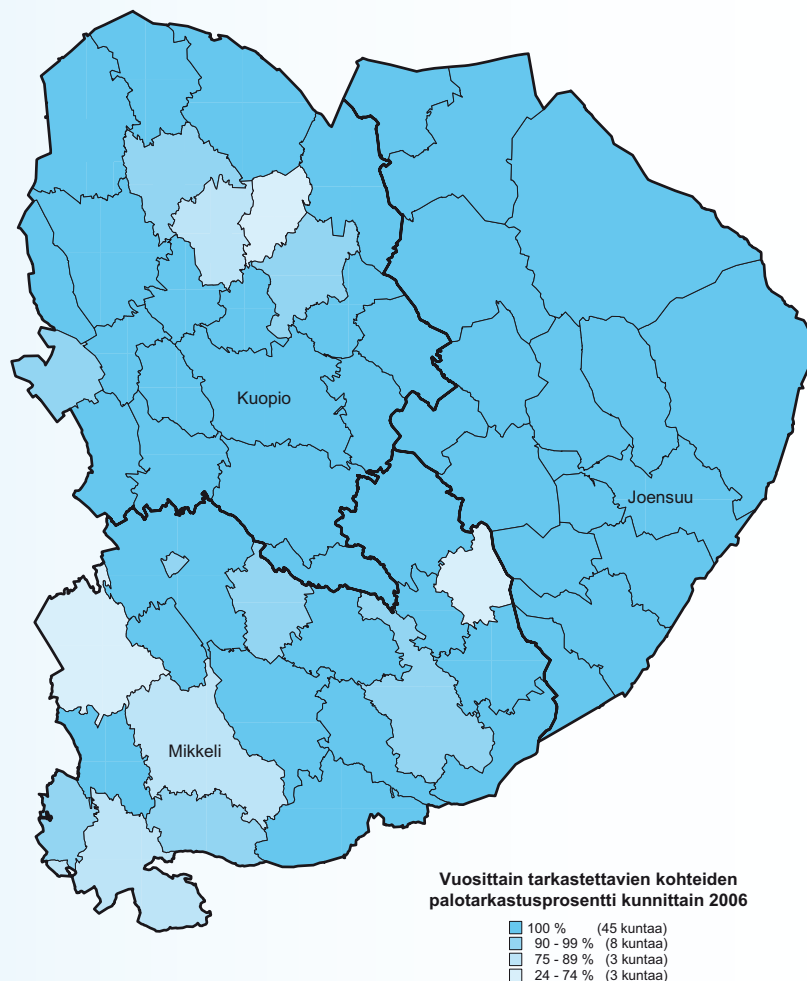 Kuopio
Joensuu
Mikkeli
Vuosittain tarkastettavien kohteiden
palotarkastusprosentti kunnittain 2006
100 % (45 kuntaa)
90 - 99 % (8 kuntaa)
75 - 89 % (3 kuntaa)
24 - 74 % (3 kuntaa)